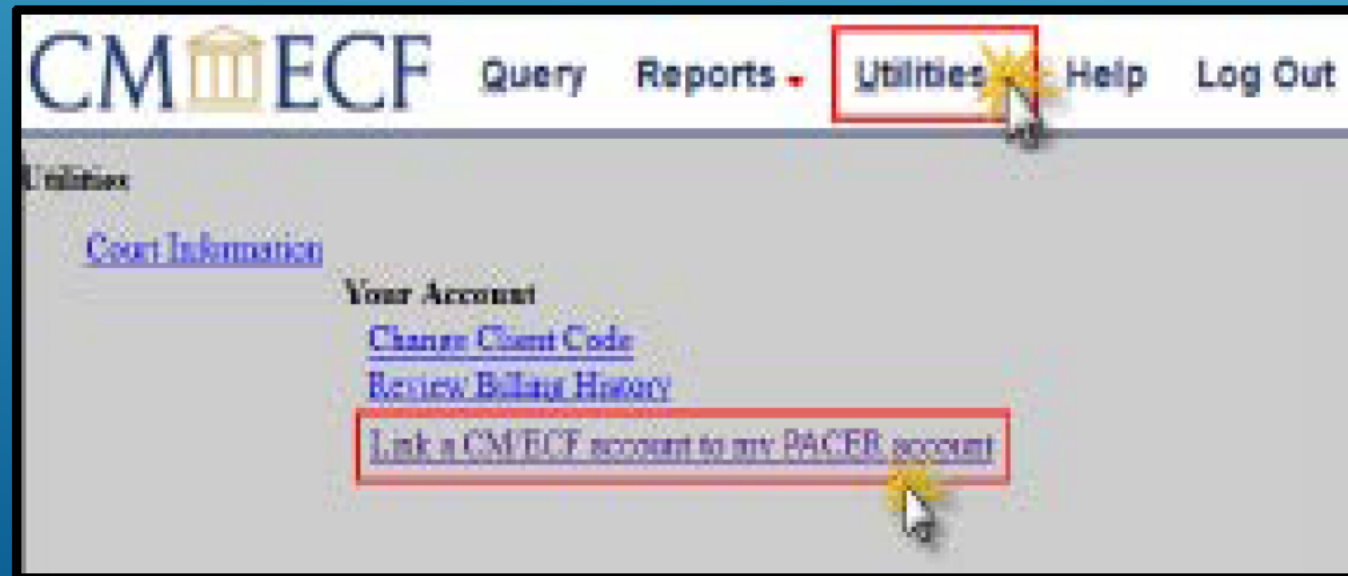 CM ECF Query Reports Utilities Help Log Out
Utilities
Court Information
Your Account
Change Client Code
Review Billing History
Link a CM/ECF account to my PACER account